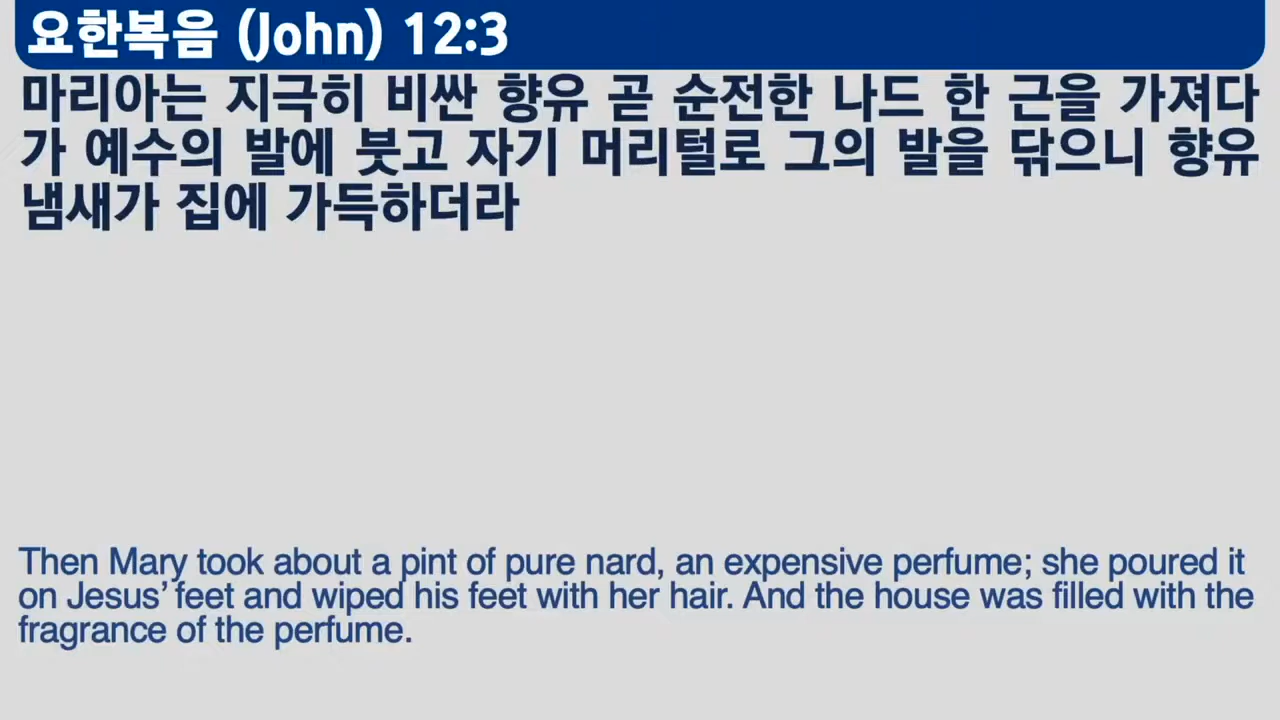 요한복음 (John) 12:3
마리아는 지극히 비싼 향유 곧 순전한 나드 한 근을 가져다
가 예수의 발에 붓고 자기 머리털로 그의 발을 닦으니 향유
냄새가 집에 가득하더라
Then Mary took about a pint of pure nard, an expensive perfume; she poured it
on Jesus’ feet and wiped his feet with her hair. And the house was filled with the
fragrance of the perfume.